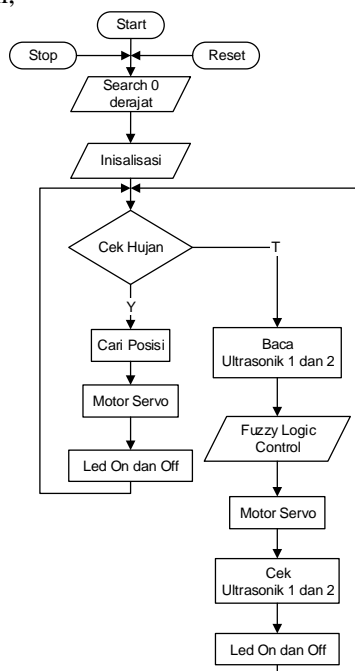 Start
Stop
Reset
Search 0
derajat
Inisalisasi
Cek Hujan
T
Y
Cari Posisi
Motor Servo
Led On dan Off
Baca
Ultrasonik 1 dan 2
Fuzzy Logic
Control
Motor Servo
Cek
Ultrasonik 1 dan 2
Led On dan Off